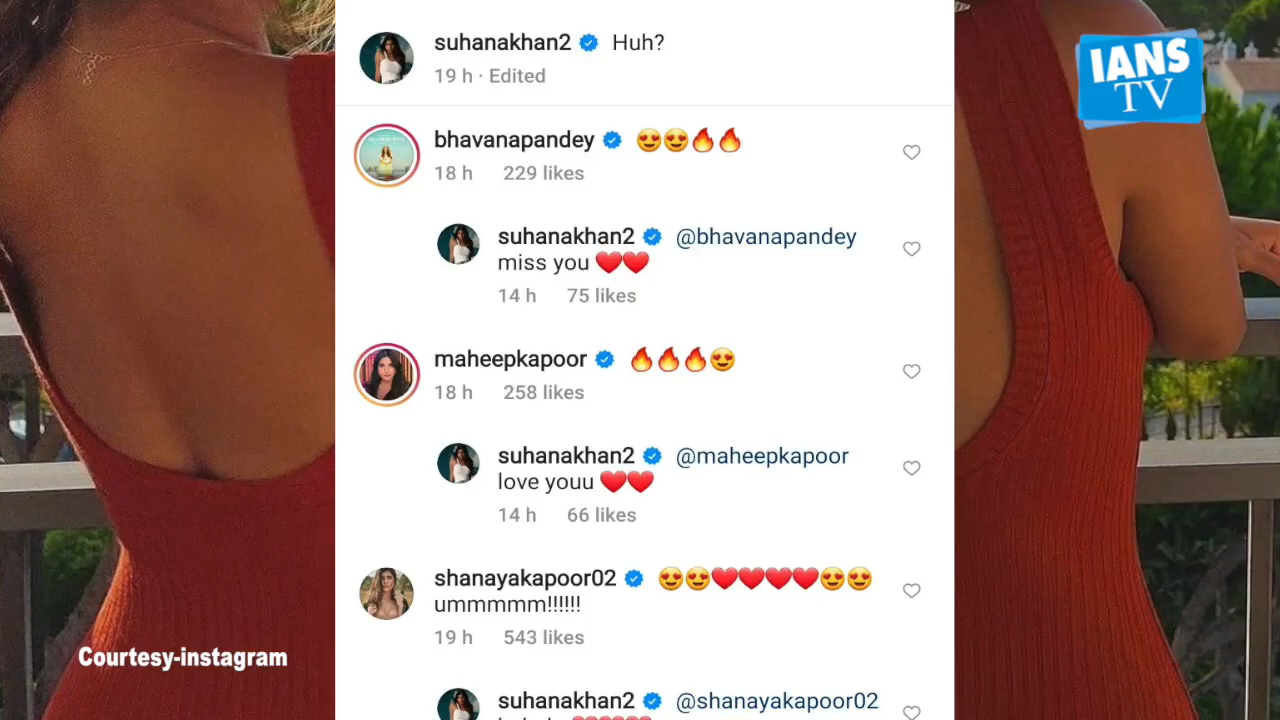 suhanakhan2 Huh?
19 h · Edited
IANS
TV
bhavanapandey 😍😍🔥🔥
18 h 229 likes
suhanakhan2 @bhavanapandey
miss you ❤️❤️
14 h 75 likes
maheepkapoor 🔥🔥🔥😍
18 h 258 likes
suhanakhan2 @maheepkapoor
love youu ❤️❤️
14 h 66 likes
shanayakapoor02 😍😍❤️❤️❤️❤️😍😍
ummmmm!!!!!!
19 h 543 likes
Courtesy-instagram
suhanakhan2 @shanayakapoor02